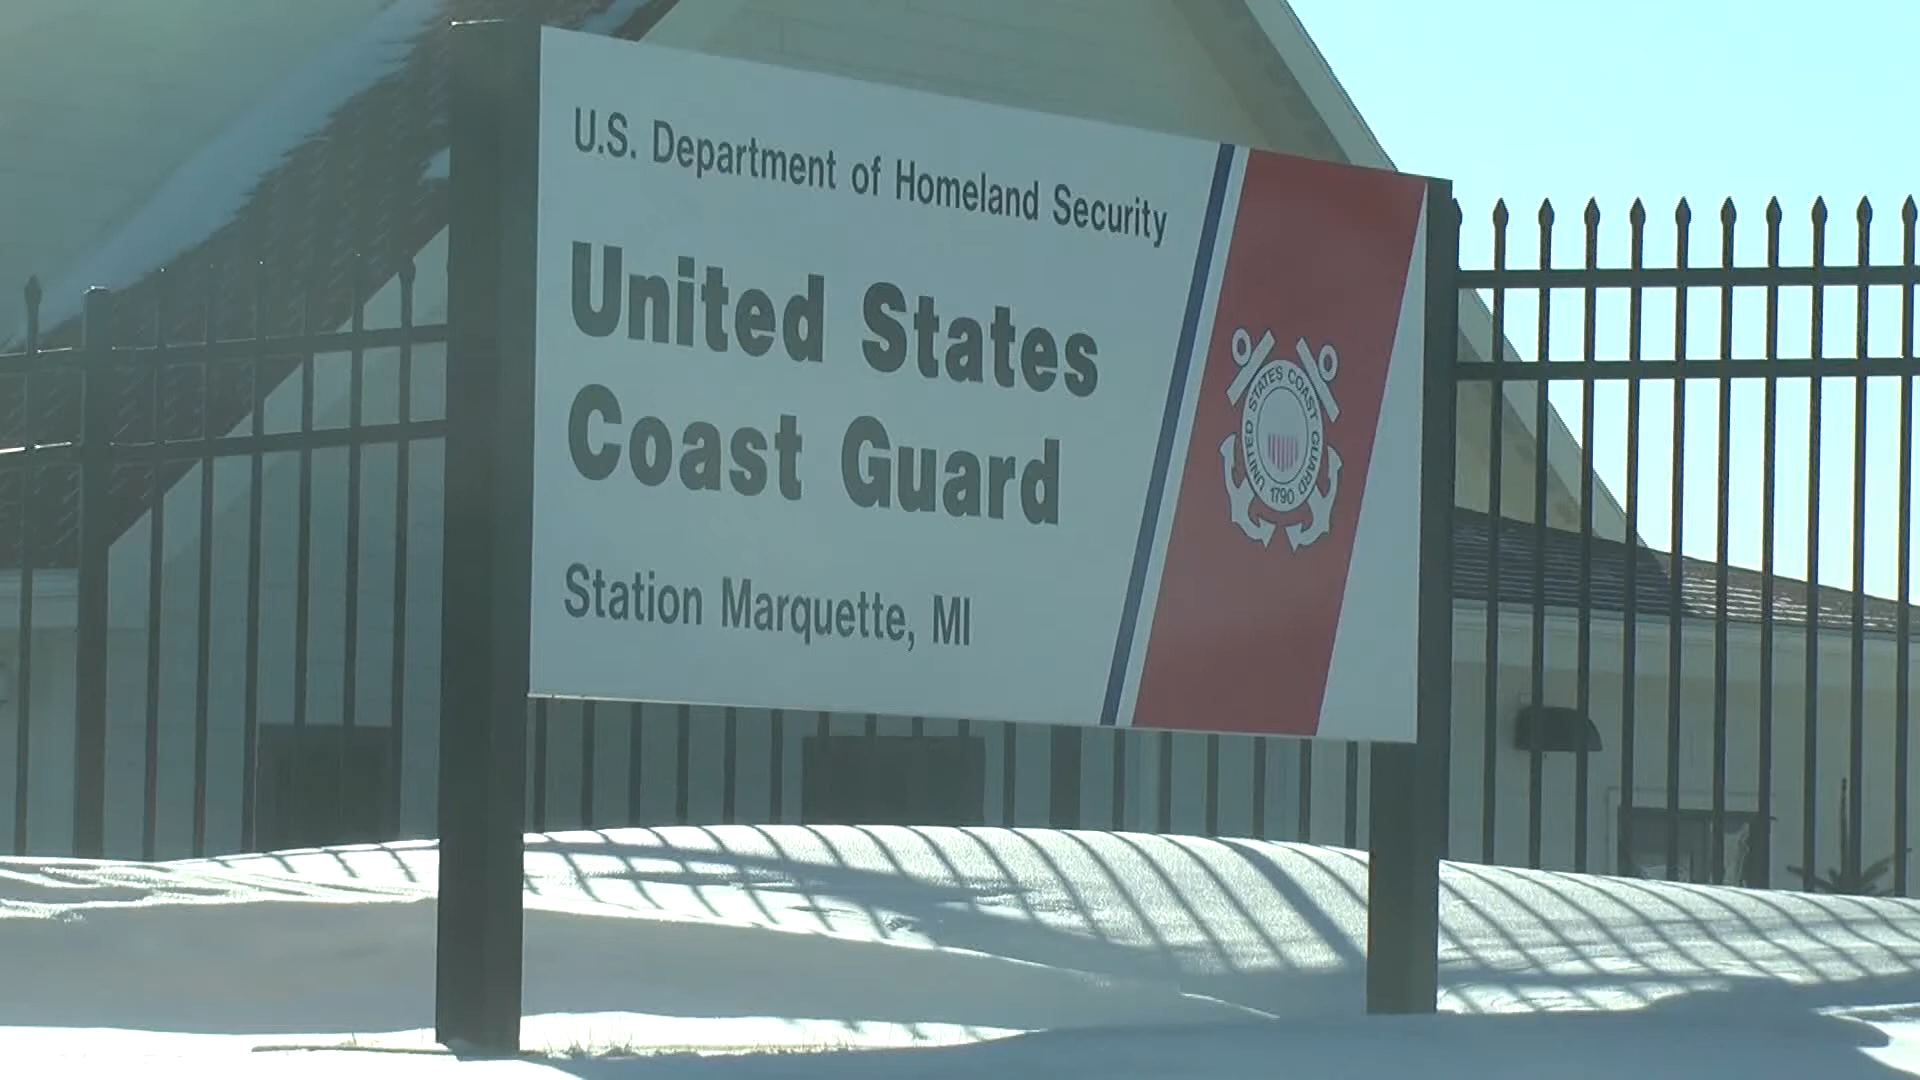 U.S. Department of Homeland Security
United States
Coast Guard
Station Marquette, MI
UNITED STATES COAST GUARD
1790